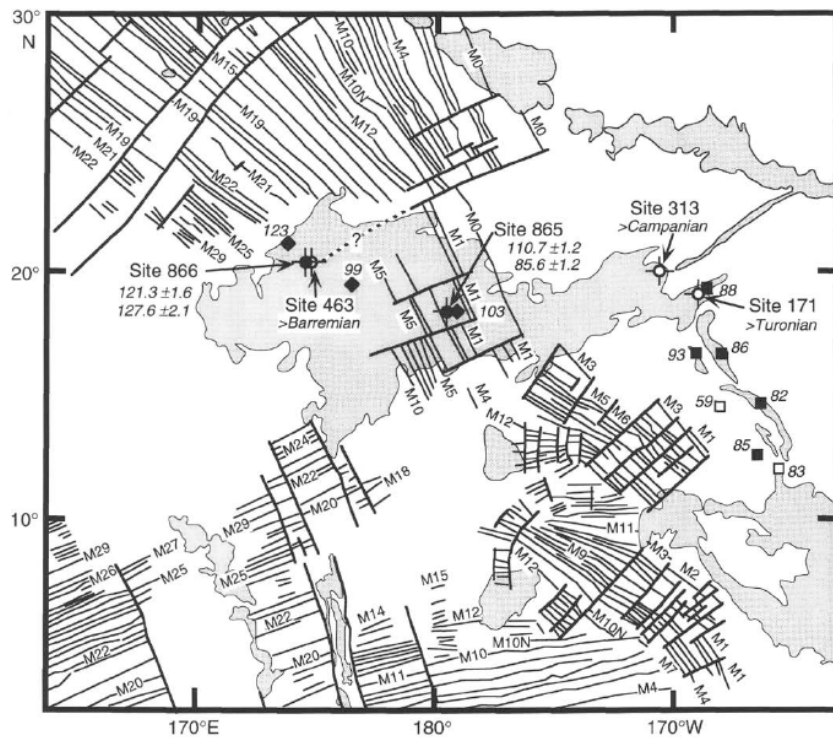 30°
N
20°
10°
170°E
180°
170°W
M15
M10
M4
M0
M10N
M12
M19
M19
M0
M22
M21
M22
M21
M29
M25
123
?
M0
M1
Site 866
121.3 ±1.6
127.6 ±2.1
Site 463
>Barremian
99
M5
Site 865
110.7 ±1.2
85.6 ±1.2
103
M1
M5
M1
M1
M10
M5
M4
Site 313
>Campanian
Site 171
>Turonian
88
93
86
59
82
85
83
M3
M5
M6
M3
M1
M12
M24
M22
M20
M18
M29
M25
M29
M27
M26
M25
M22
M20
M22
M20
M15
M14
M12
M10N
M10
M11
M4
M11
M9
M12
M3
M2
M10N
M1
M7
M1
M4